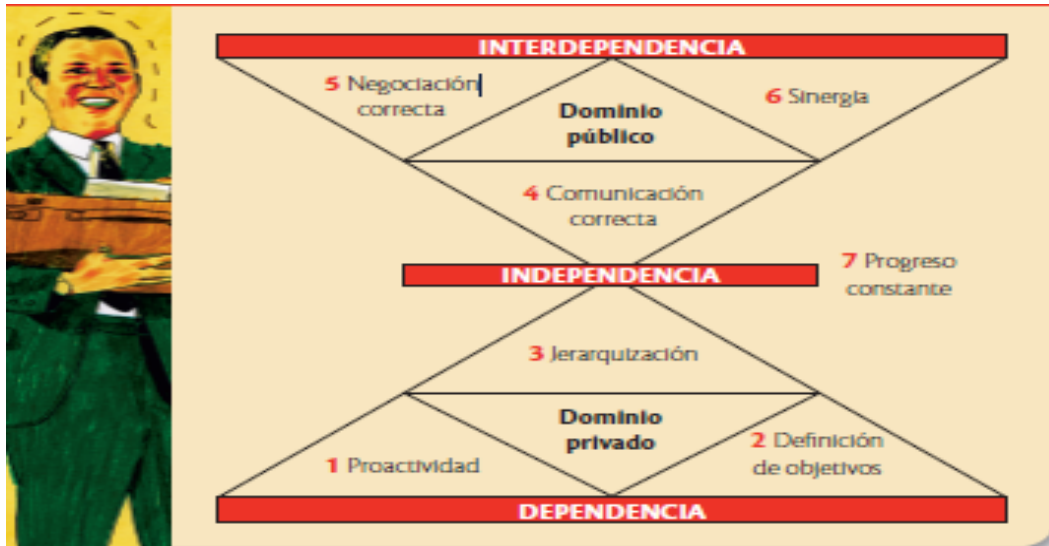 INTERDEPENDENCIA
5 Negociación
correcta
Dominio
público
6 Sinergia
4 Comunicación
correcta
INDEPENDENCIA
7 Progreso
constante
3 Jerarquización
Dominio
privado
1 Proactividad
2 Definición
de objetivos
DEPENDENCIA